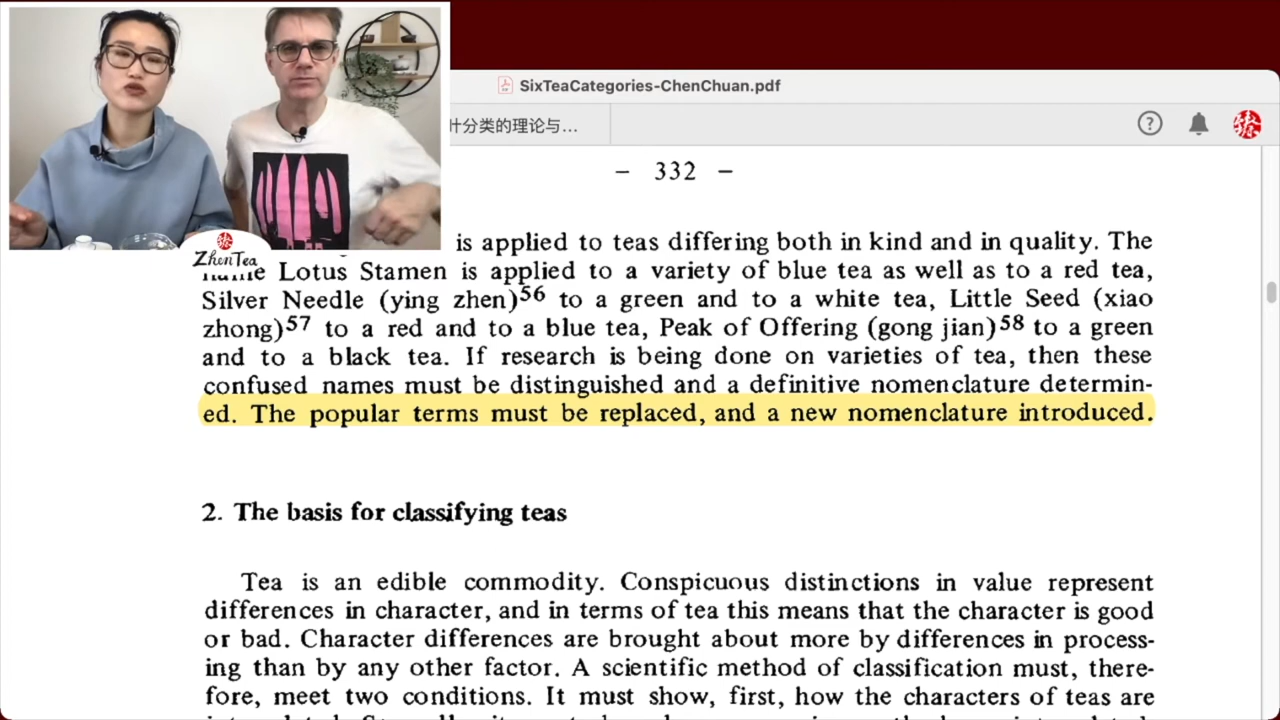 SixTeaCategories-ChenChuan.pdf
叶分类的理论与...
?
– 332 –
ZhenTea
is applied to teas differing both in kind and in quality. The
Lotus Stamen is applied to a variety of blue tea as well as to a red tea,
Silver Needle (ying zhen)56 to a green and to a white tea, Little Seed (xiao
zhong)57 to a red and to a blue tea, Peak of Offering (gong jian)58 to a green
and to a black tea. If research is being done on varieties of tea, then these
confused names must be distinguished and a definitive nomenclature determin-
ed. The popular terms must be replaced, and a new nomenclature introduced.
2. The basis for classifying teas
Tea is an edible commodity. Conspicuous distinctions in value represent
differences in character, and in terms of tea this means that the character is good
or bad. Character differences are brought about more by differences in process-
ing than by any other factor. A scientific method of classification must, there-
fore, meet two conditions. It must show, first, how the characters of teas are